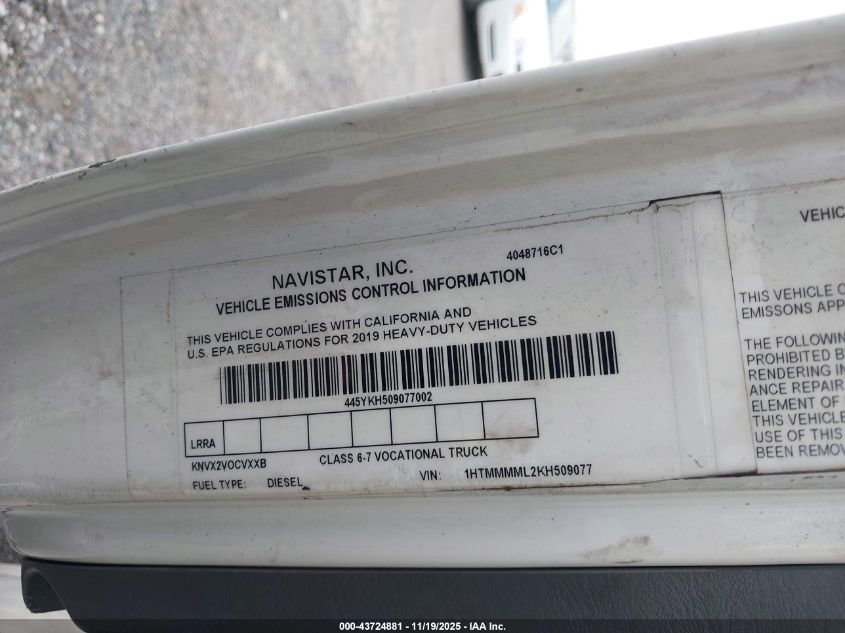 NAVISTAR, INC.
4048716C1
VEHICLE EMISSIONS CONTROL INFORMATION
THIS VEHICLE COMPLIES WITH CALIFORNIA AND
U.S. EPA REGULATIONS FOR 2019 HEAVY-DUTY VEHICLES
445YKH509077002
LRRA
KNVX2VOCVXXB CLASS 6-7 VOCATIONAL TRUCK
FUEL TYPE: DIESEL VIN: 1HTMMMML2KH509077
VEHIC
THIS VEHICLE C
EMISSONS APP
THE FOLLOWIN
PROHIBITED B
RENDERING IN
ANCE REPAIR
ELEMENT OF
THIS VEHICLE
USE OF THIS
BEEN REMOV
000-43724881 - 11/19/2025 - IAA Inc.